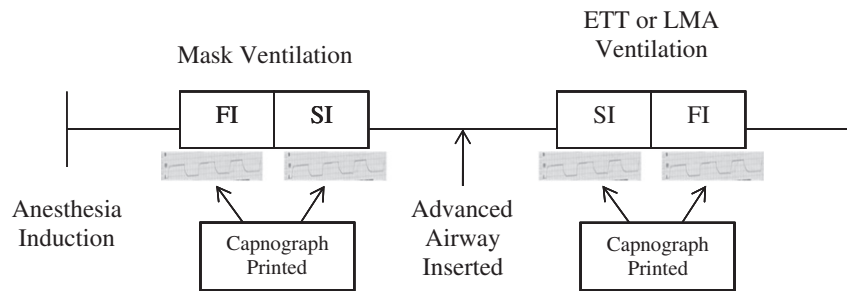 ETT or LMA
Ventilation
Mask Ventilation
FI
SI
SI
FI
Anesthesia
Induction
Capnograph
Printed
Advanced
Airway
Inserted
Capnograph
Printed